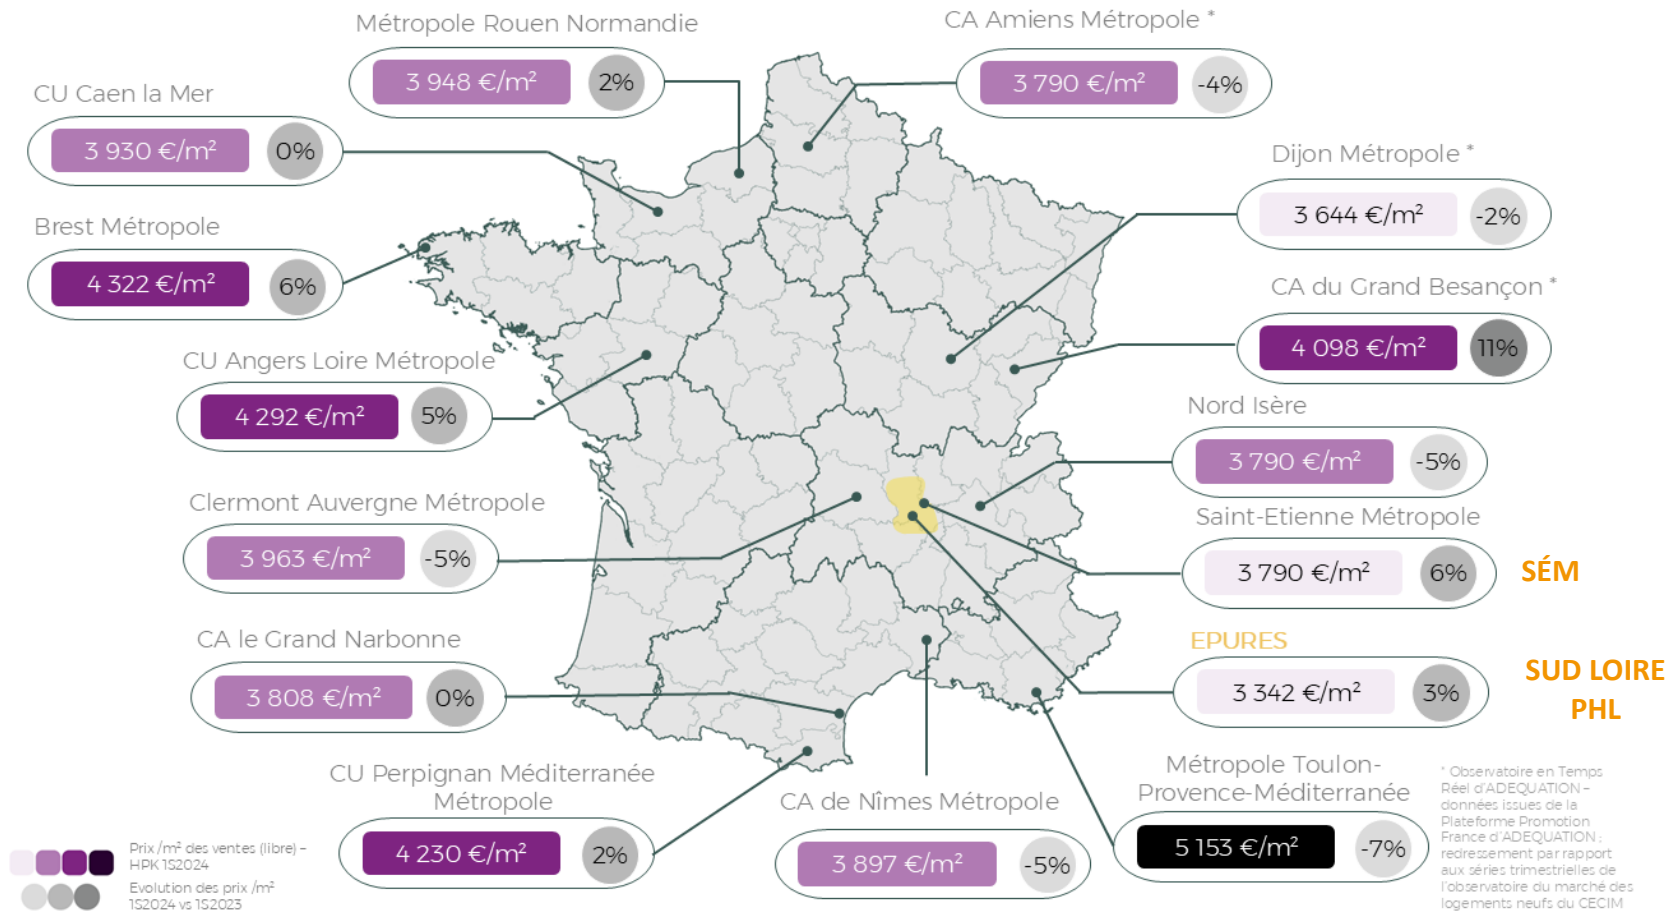 Métropole Rouen Normandie
3 948 €/m²
2%
CA Amiens Métropole *
3 790 €/m²
-4%
CU Caen la Mer
3 930 €/m²
0%
Dijon Métropole *
3 644 €/m²
-2%
Brest Métropole
4 322 €/m²
6%
CA du Grand Besançon *
4 098 €/m²
11%
CU Angers Loire Métropole
4 292 €/m²
5%
Nord Isère
3 790 €/m²
-5%
Clermont Auvergne Métropole
3 963 €/m²
-5%
Saint-Etienne Métropole
3 790 €/m²
6%
SÉM
CA le Grand Narbonne
3 808 €/m²
0%
EPURES
3 342 €/m²
3%
SUD LOIRE
PHL
CU Perpignan Méditerranée
Métropole
4 230 €/m²
2%
CA de Nîmes Métropole
3 897 €/m²
-5%
Métropole Toulon-
Provence-Méditerranée
5 153 €/m²
-7%
Prix /m² des ventes (libre) –
HPK 1S2024
Evolution des prix /m²
1S2024 vs 1S2023
* Observatoire en Temps
Réel d'ADEQUATION –
données issues de la
Plateforme Promotion
France d'ADEQUATION ;
redressement par rapport
aux séries trimestrielles de
l'observatoire du marché des
logements neufs du CECIM